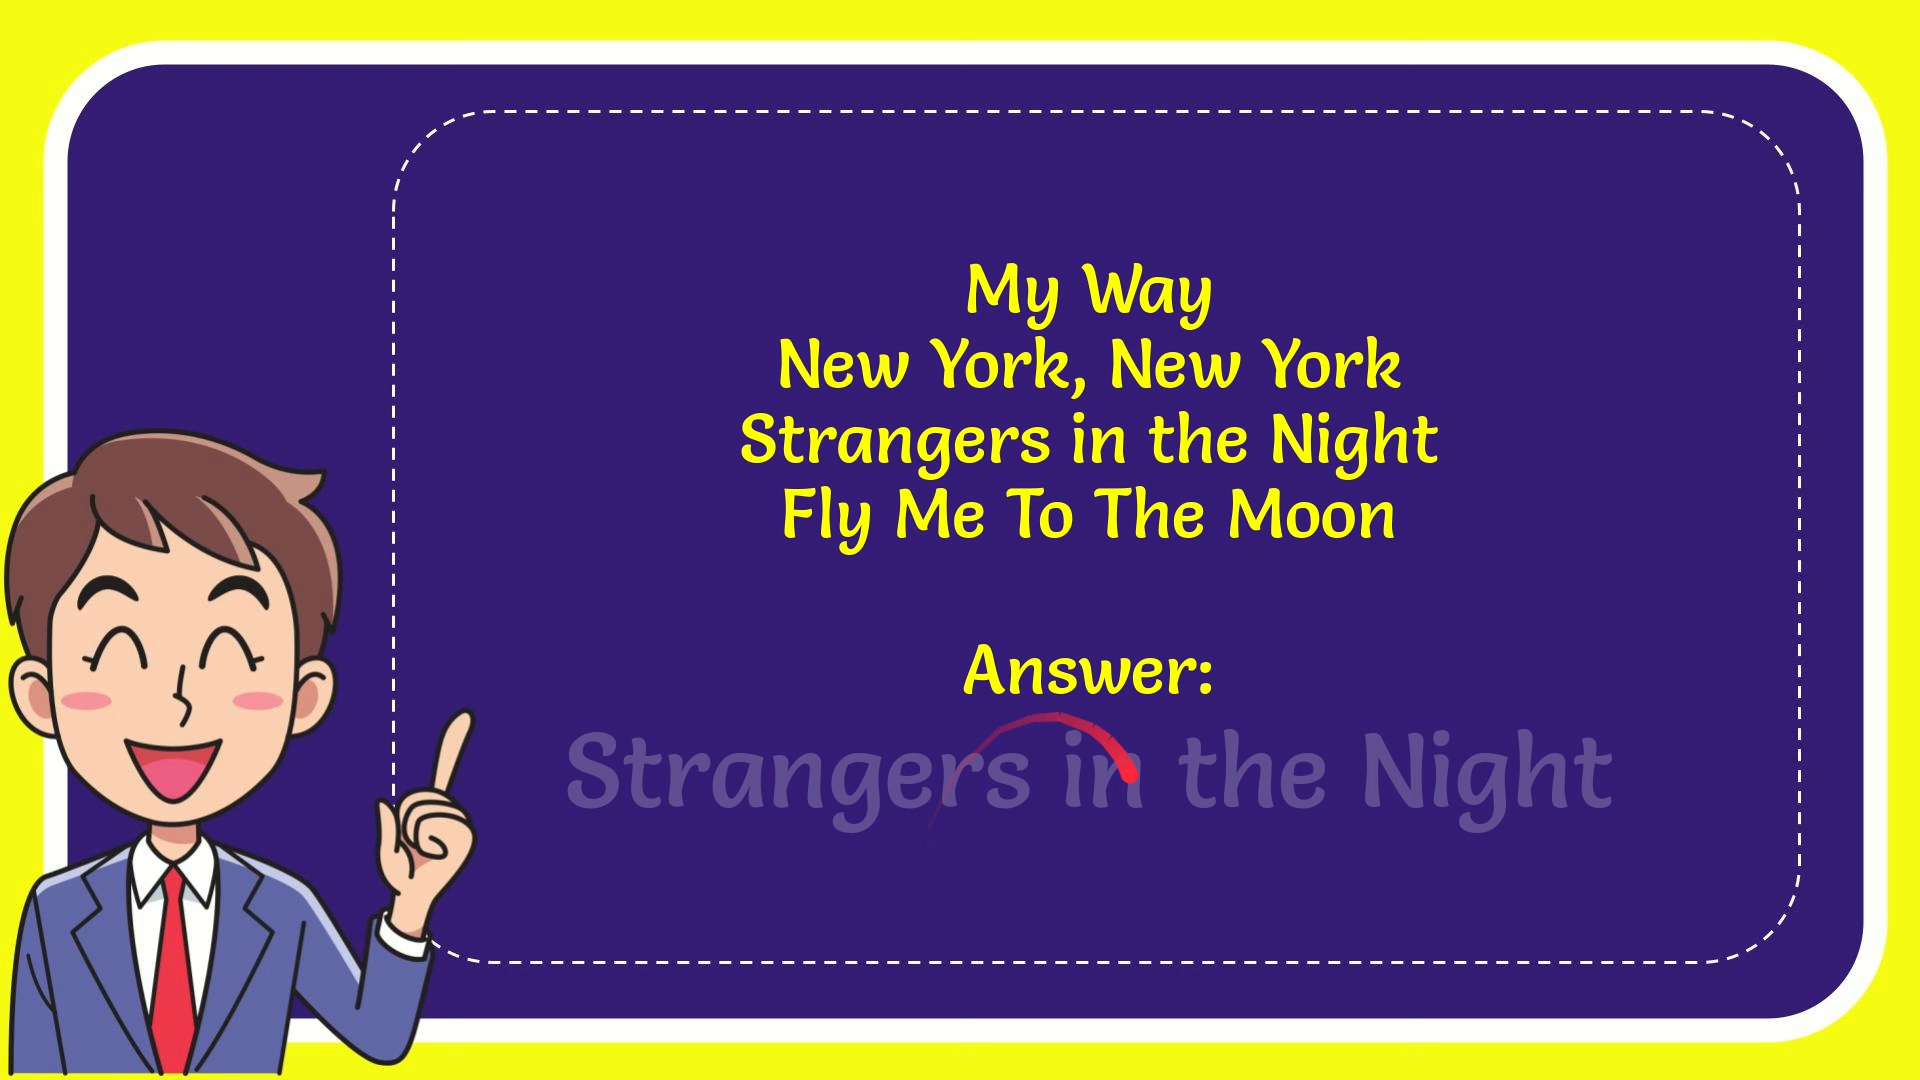 My Way
New York, New York
Strangers in the Night
Fly Me To The Moon
Answer:
Strangers in the Night